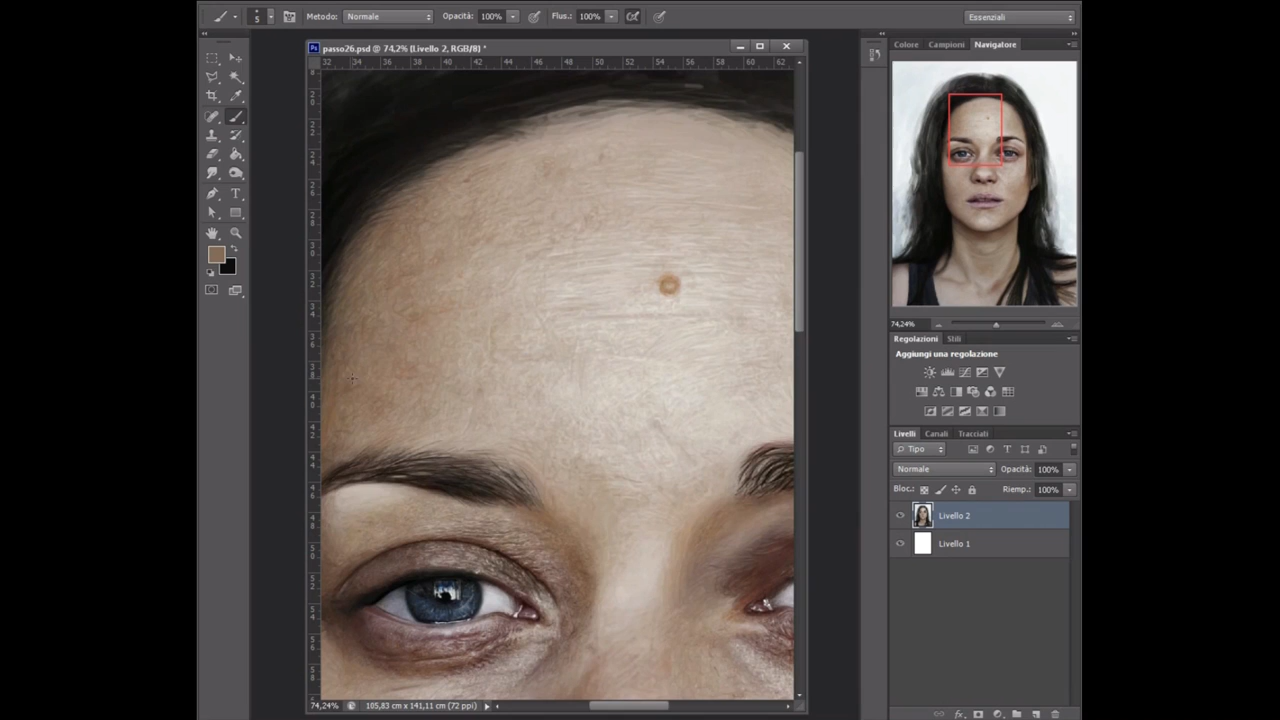 5 Metodo: Normale Opacità: 100% Flus.: 100% Essenziali
passo26.psd @ 74,2% (Livello 2, RGB/8) *
Colore Campioni Navigatore
32 34 36 38 40 42 44 46 48 50 52 54 56 58 60 62
74,24%
Regolazioni Stili
Aggiungi una regolazione
Livelli Canali Tracciati
Tipo
Normale Opacità: 100%
Bloc.: Riemp.: 100%
Livello 2
Livello 1
74,24% 105,83 cm x 141,11 cm (72 ppi)
fx